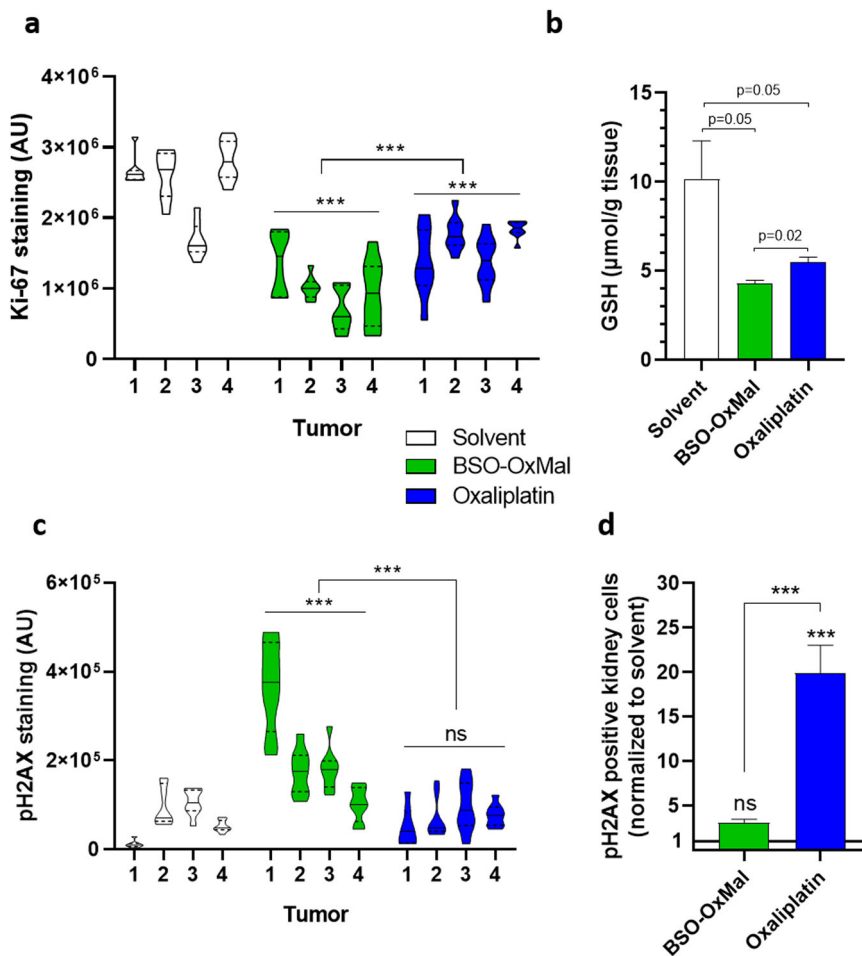 a
Ki-67 staining (AU)
4×10⁶
3×10⁶
2×10⁶
1×10⁶
0
***
***
***
1 2 3 4 1 2 3 4 1 2 3 4
Tumor
Solvent
BSO-OxMal
Oxaliplatin
b
GSH (µmol/g tissue)
15
10
5
0
p=0.05
p=0.05
p=0.02
Solvent
BSO-OxMal
Oxaliplatin
c
pH2AX staining (AU)
6×10⁵
4×10⁵
2×10⁵
0
***
***
ns
1 2 3 4 1 2 3 4 1 2 3 4
Tumor
d
pH2AX positive kidney cells
(normalized to solvent)
30
25
20
15
10
5
1
***
***
ns
BSO-OxMal
Oxaliplatin